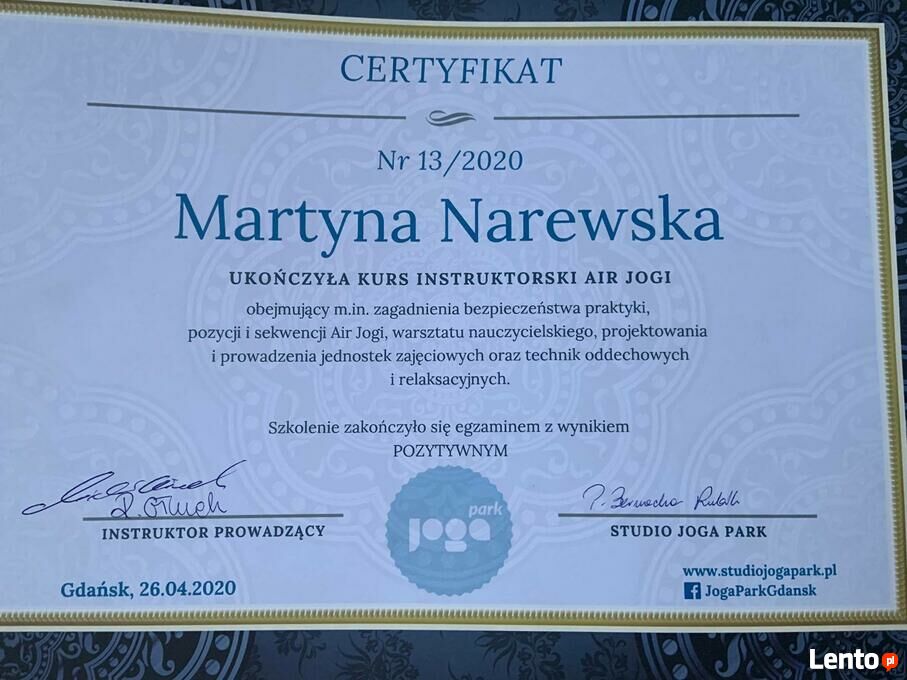 CERTYFIKAT
Nr 13/2020
Martyna Narewska
UKOŃCZYŁA KURS INSTRUKTORSKI AIR JOGI
obejmujący m.in. zagadnienia bezpieczeństwa praktyki,
pozycji i sekwencji Air Jogi, warsztatu nauczycielskiego, projektowania
i prowadzenia jednostek zajęciowych oraz technik oddechowych
i relaksacyjnych.
Szkolenie zakończyło się egzaminem z wynikiem
POZYTYWNYM
INSTRUKTOR PROWADZĄCY
park
joga
STUDIO JOGA PARK
Gdańsk, 26.04.2020
www.studiojogapark.pl
JogaParkGdansk
Lento.pl